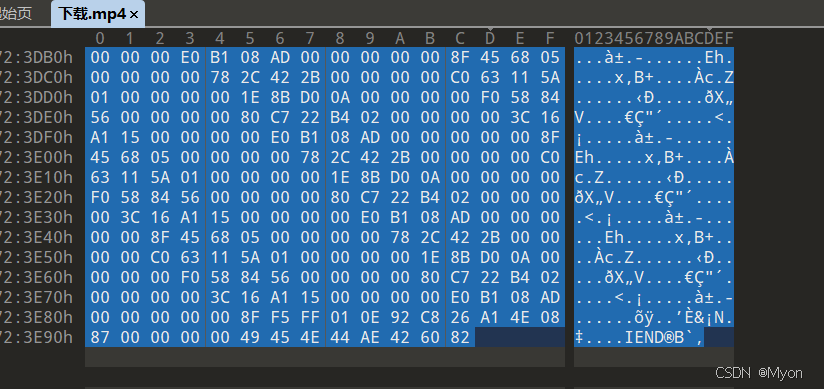 起始页 下载.mp4 ×
0 1 2 3 4 5 6 7 8 9 A B C D E F 0123456789ABCDEF
72:3DB0h 00 00 00 E0 B1 08 AD 00 00 00 00 00 8F 45 68 05 ...à±.-......Eh.
72:3DC0h 00 00 00 00 78 2C 42 2B 00 00 00 00 C0 63 11 5A ....x,B+....Àc.Z
72:3DD0h 01 00 00 00 00 1E 8B D0 0A 00 00 00 00 F0 58 84 ......‹Ð.....ðX„
72:3DE0h 56 00 00 00 00 80 C7 22 B4 02 00 00 00 00 3C 16 V....€Ç"´.....<.
72:3DF0h A1 15 00 00 00 00 E0 B1 08 AD 00 00 00 00 00 8F ¡.....à±.-......
72:3E00h 45 68 05 00 00 00 00 78 2C 42 2B 00 00 00 00 C0 Eh.....x,B+....À
72:3E10h 63 11 5A 01 00 00 00 00 1E 8B D0 0A 00 00 00 00 c.Z......‹Ð.....
72:3E20h F0 58 84 56 00 00 00 00 80 C7 22 B4 02 00 00 00 ðX„V....€Ç"´....
72:3E30h 00 3C 16 A1 15 00 00 00 00 E0 B1 08 AD 00 00 00 .<.¡.....à±.-...
72:3E40h 00 00 8F 45 68 05 00 00 00 00 78 2C 42 2B 00 00 ...Eh.....x,B+..
72:3E50h 00 00 C0 63 11 5A 01 00 00 00 00 1E 8B D0 0A 00 ..Àc.Z......‹Ð..
72:3E60h 00 00 00 F0 58 84 56 00 00 00 00 80 C7 22 B4 02 ...ðX„V....€Ç"´.
72:3E70h 00 00 00 00 3C 16 A1 15 00 00 00 00 E0 B1 08 AD ....<.¡.....à±.-
72:3E80h 00 00 00 00 8F F5 FF 01 0E 92 C8 26 A1 4E 08 .....õÿ..’È&¡N.
72:3E90h 87 00 00 00 00 49 45 4E 44 AE 42 60 82 ‡....IEND®B`‚
CSDN @Myon